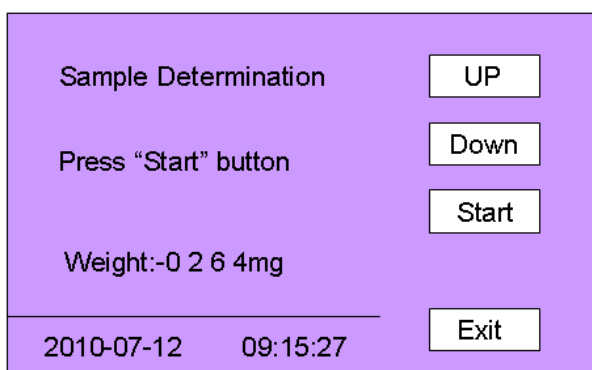 Sample Determination
UP
Press “Start” button
Down
Start
Weight:-0 2 6 4mg
2010-07-12 09:15:27
Exit